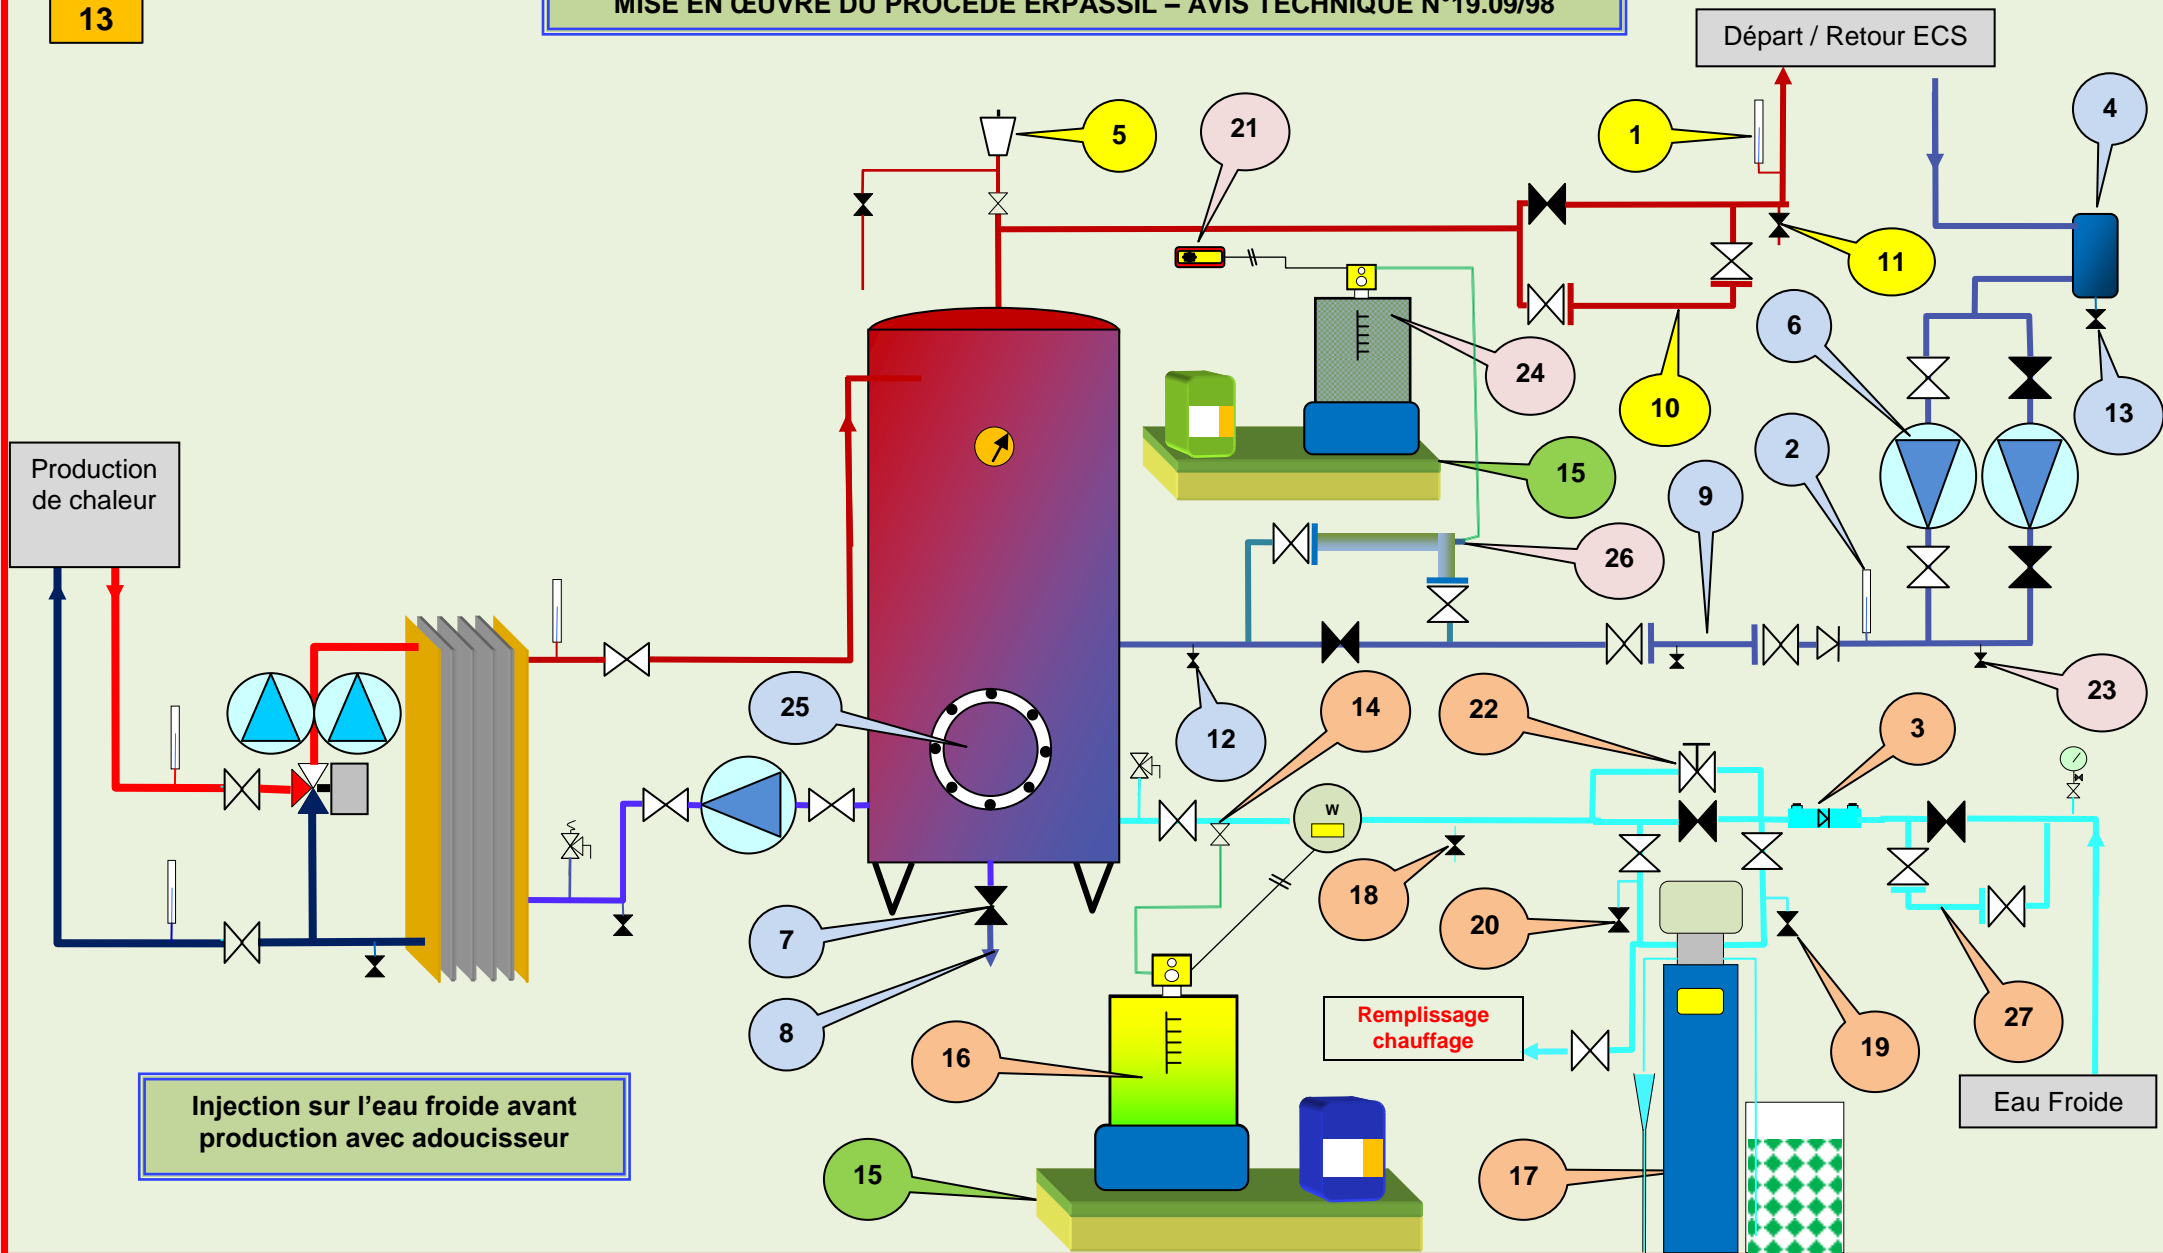 13
MISE EN ŒUVRE DU PROCÉDÉ ERPASSIL – AVIS TECHNIQUE N°19.09/98
Départ / Retour ECS
5
21
1
4
11
6
24
10
13
2
15
9
26
Production
de chaleur
23
25
14
22
3
12
W
18
20
7
27
8
16
19
Remplissage
chauffage
Eau Froide
Injection sur l’eau froide avant
production avec adoucisseur
15
17